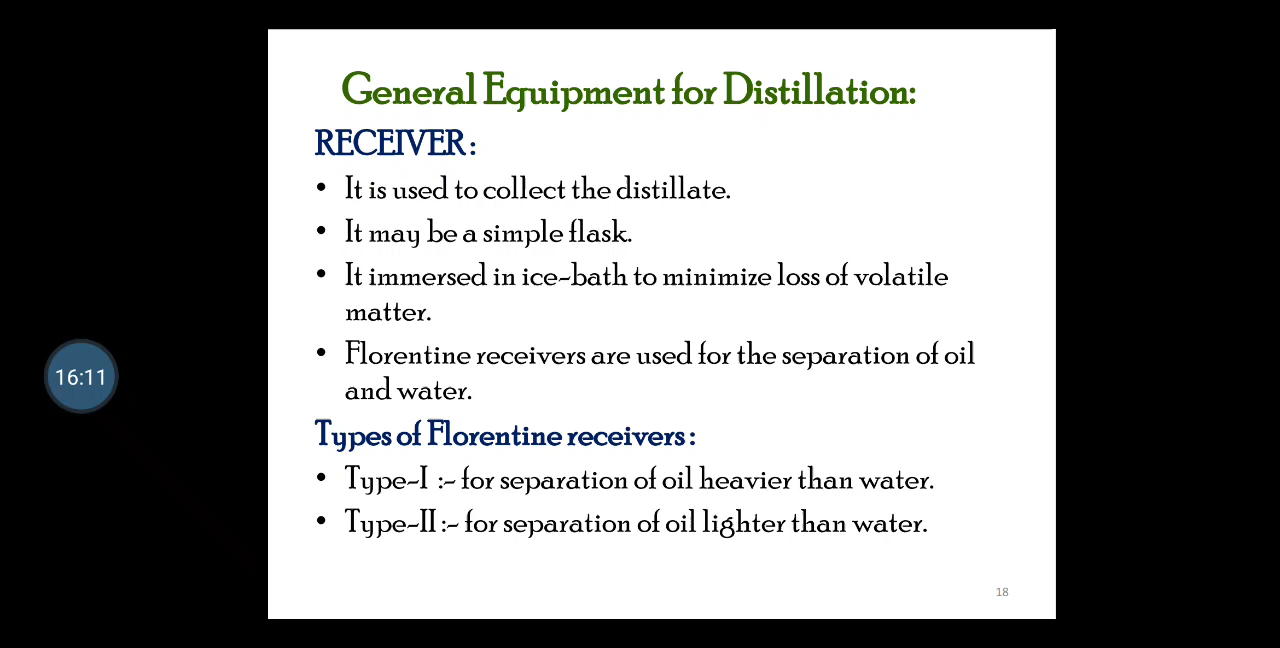 General Equipment for Distillation:
RECEIVER :
• It is used to collect the distillate.
• It may be a simple flask.
• It immersed in ice-bath to minimize loss of volatile
matter.
• Florentine receivers are used for the separation of oil
and water.
Types of Florentine receivers :
• Type-I :- for separation of oil heavier than water.
• Type-II :- for separation of oil lighter than water.
18
16:11